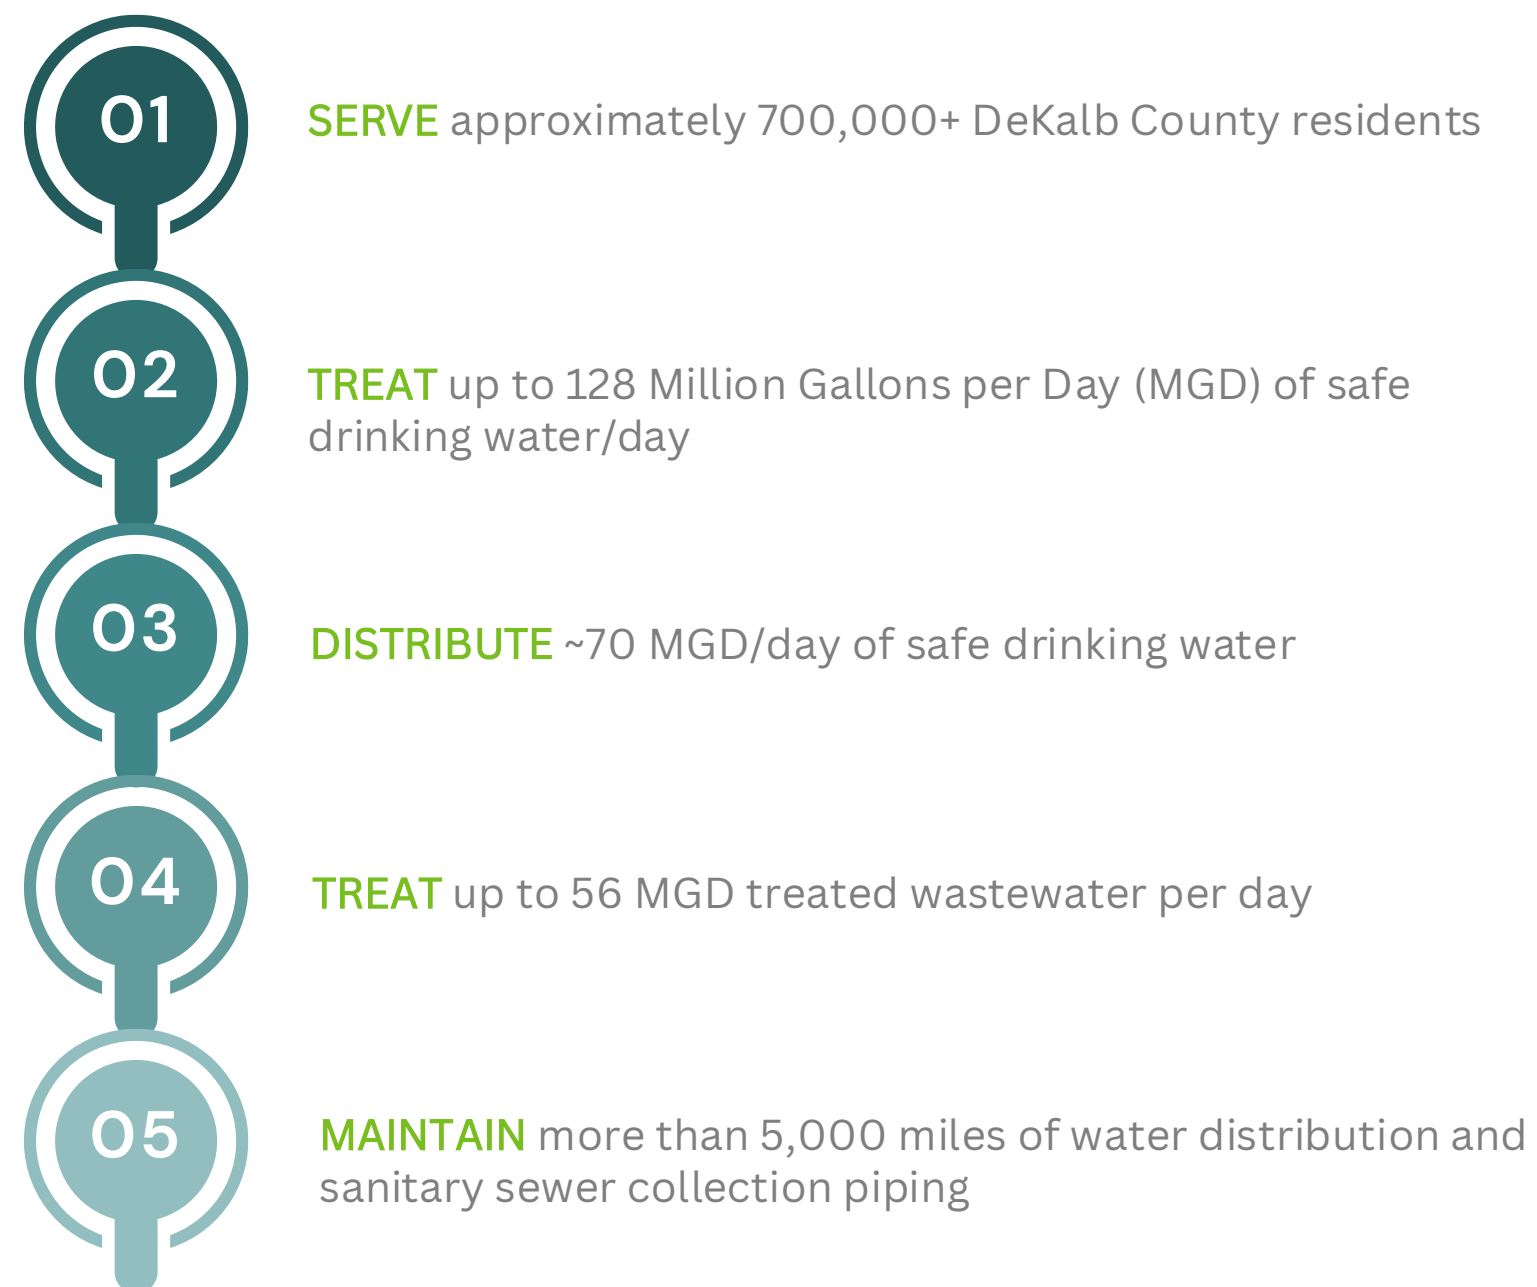 01
SERVE approximately 700,000+ DeKalb County residents
02
TREAT up to 128 Million Gallons per Day (MGD) of safe
drinking water/day
03
DISTRIBUTE ~70 MGD/day of safe drinking water
04
TREAT up to 56 MGD treated wastewater per day
05
MAINTAIN more than 5,000 miles of water distribution and
sanitary sewer collection piping